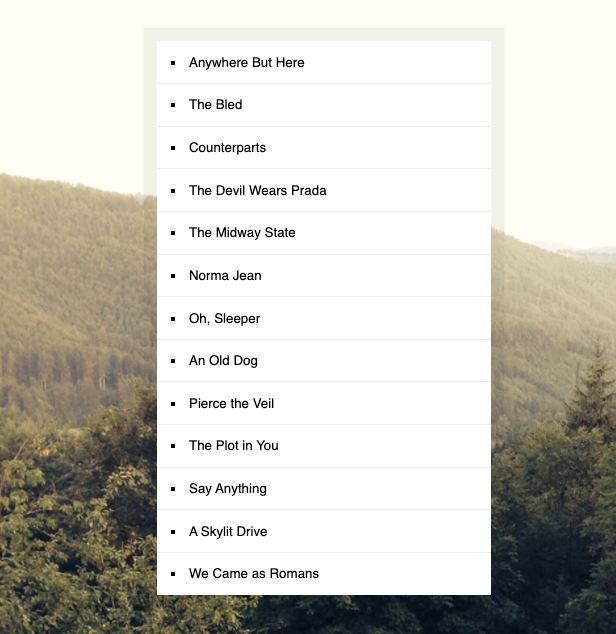 Anywhere But Here
The Bled
Counterparts
The Devil Wears Prada
The Midway State
Norma Jean
Oh, Sleeper
An Old Dog
Pierce the Veil
The Plot in You
Say Anything
A Skylit Drive
We Came as Romans